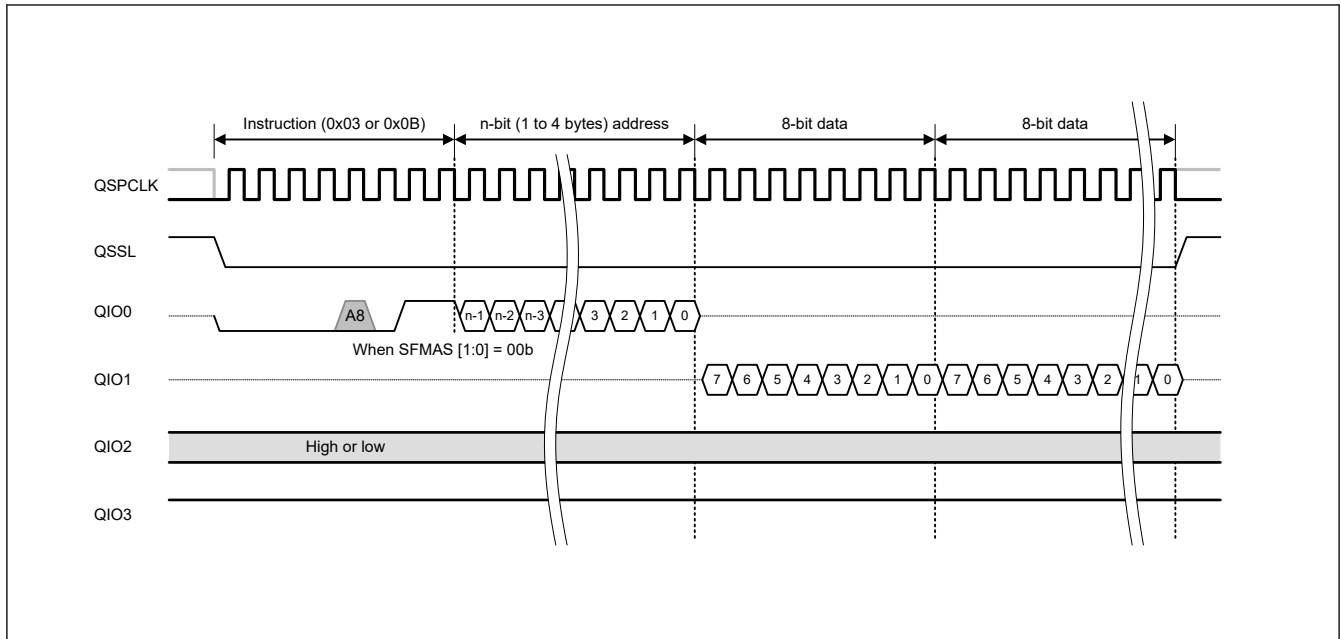 Instruction (0x03 or 0x0B) n-bit (1 to 4 bytes) address 8-bit data 8-bit data
QSPCLK
QSSL
QIO0 A8 n-1 n-2 n-3 3 2 1 0
When SFMAS [1:0] = 00b
QIO1 7 6 5 4 3 2 1 0 7 6 5 4 3 2 1 0
QIO2 High or low
QIO3